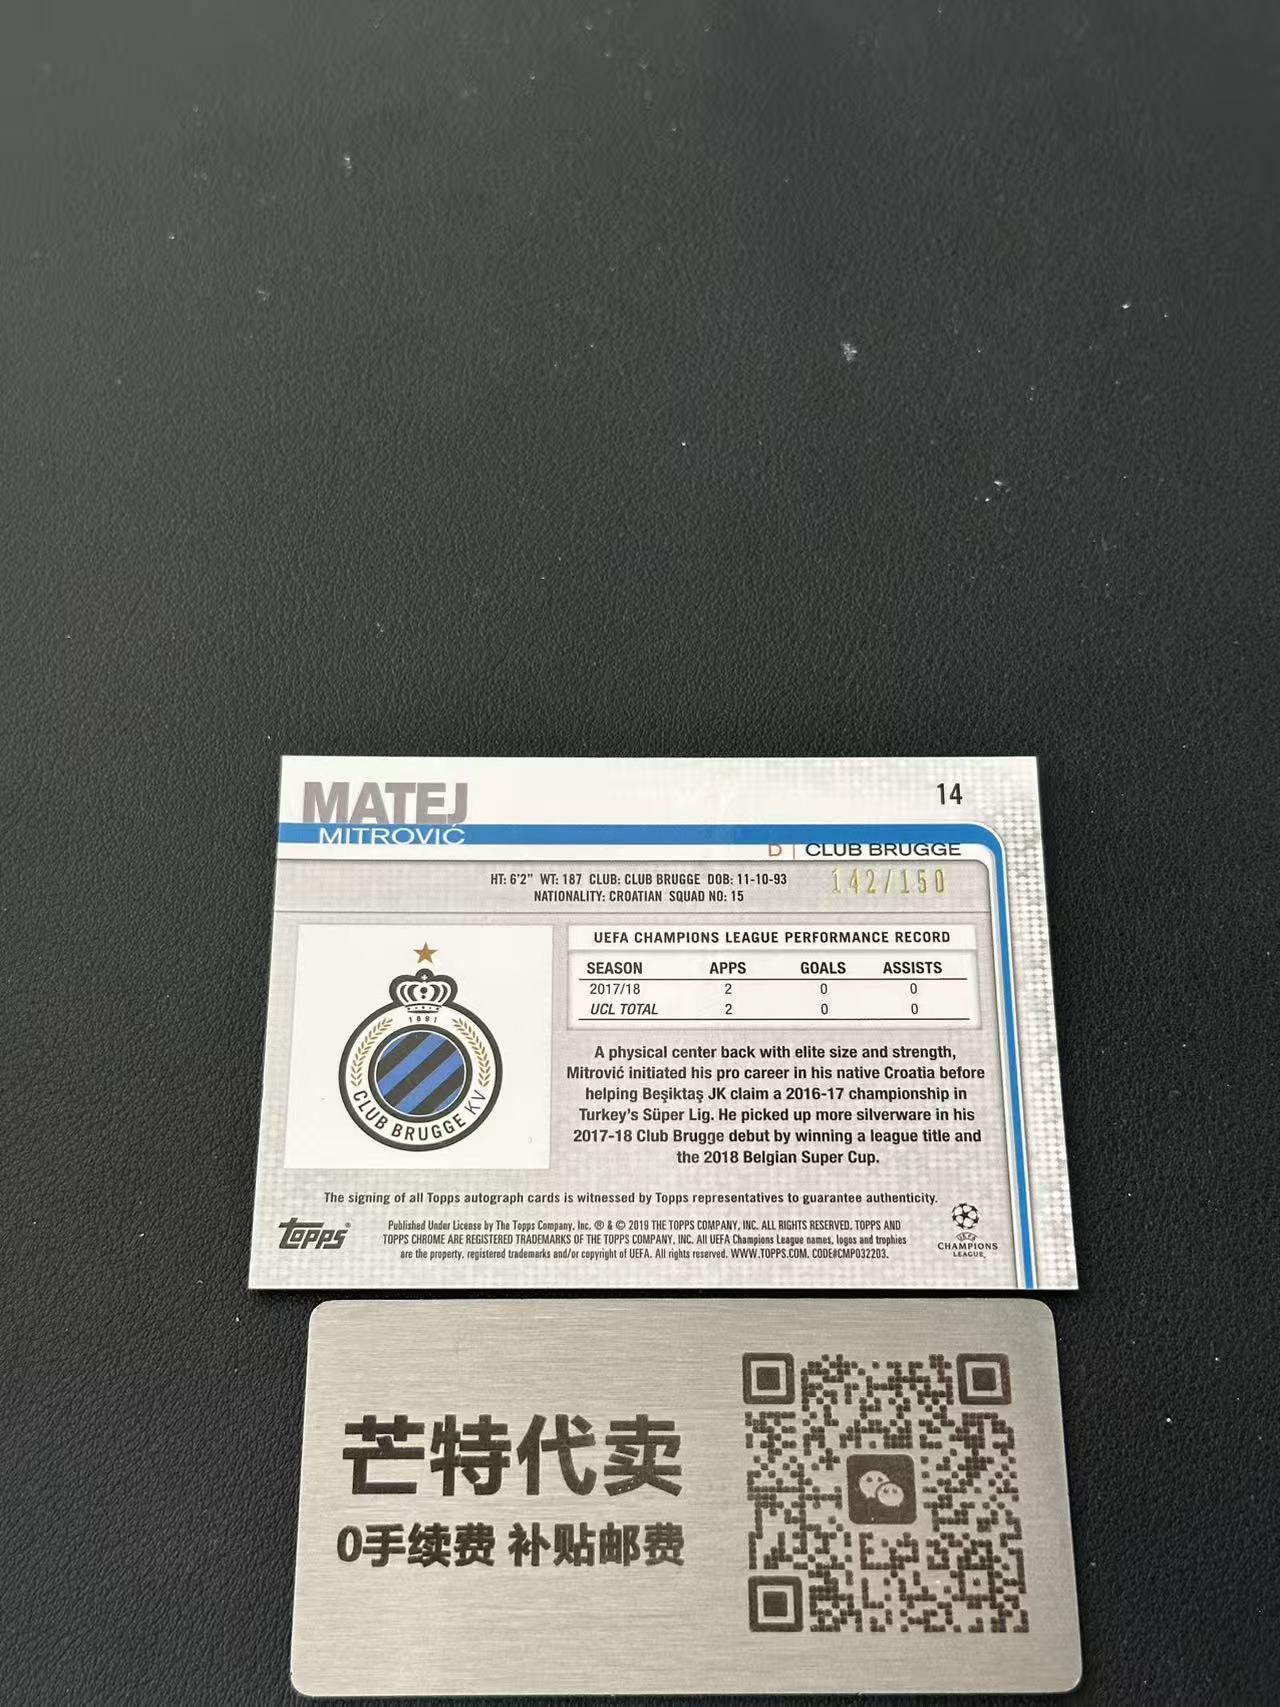 MATEJ
14
MITROVIĆ
D | CLUB BRUGGE
HT: 6'2" WT: 187 CLUB: CLUB BRUGGE DOB: 11-10-93
142/150
NATIONALITY: CROATIAN SQUAD NO: 15
1891
CLUB BRUGGE KV
UEFA CHAMPIONS LEAGUE PERFORMANCE RECORD
SEASON APPS GOALS ASSISTS
2017/18 2 0 0
UCL TOTAL 2 0 0
A physical center back with elite size and strength,
Mitrović initiated his pro career in his native Croatia before
helping Beşiktaş JK claim a 2016-17 championship in
Turkey's Süper Lig. He picked up more silverware in his
2017-18 Club Brugge debut by winning a league title and
the 2018 Belgian Super Cup.
The signing of all Topps autograph cards is witnessed by Topps representatives to guarantee authenticity.
Topps®
Published Under License by The Topps Company, Inc. ® & © 2019 THE TOPPS COMPANY, INC. ALL RIGHTS RESERVED. TOPPS AND
TOPPS CHROME ARE REGISTERED TRADEMARKS OF THE TOPPS COMPANY, INC. All UEFA Champions League names, logos and trophies
are the property, registered trademarks and/or copyright of UEFA. All rights reserved. WWW.TOPPS.COM. CODE#CMP032203.
UEFA
CHAMPIONS
LEAGUE
芒特代卖
0手续费 补贴邮费